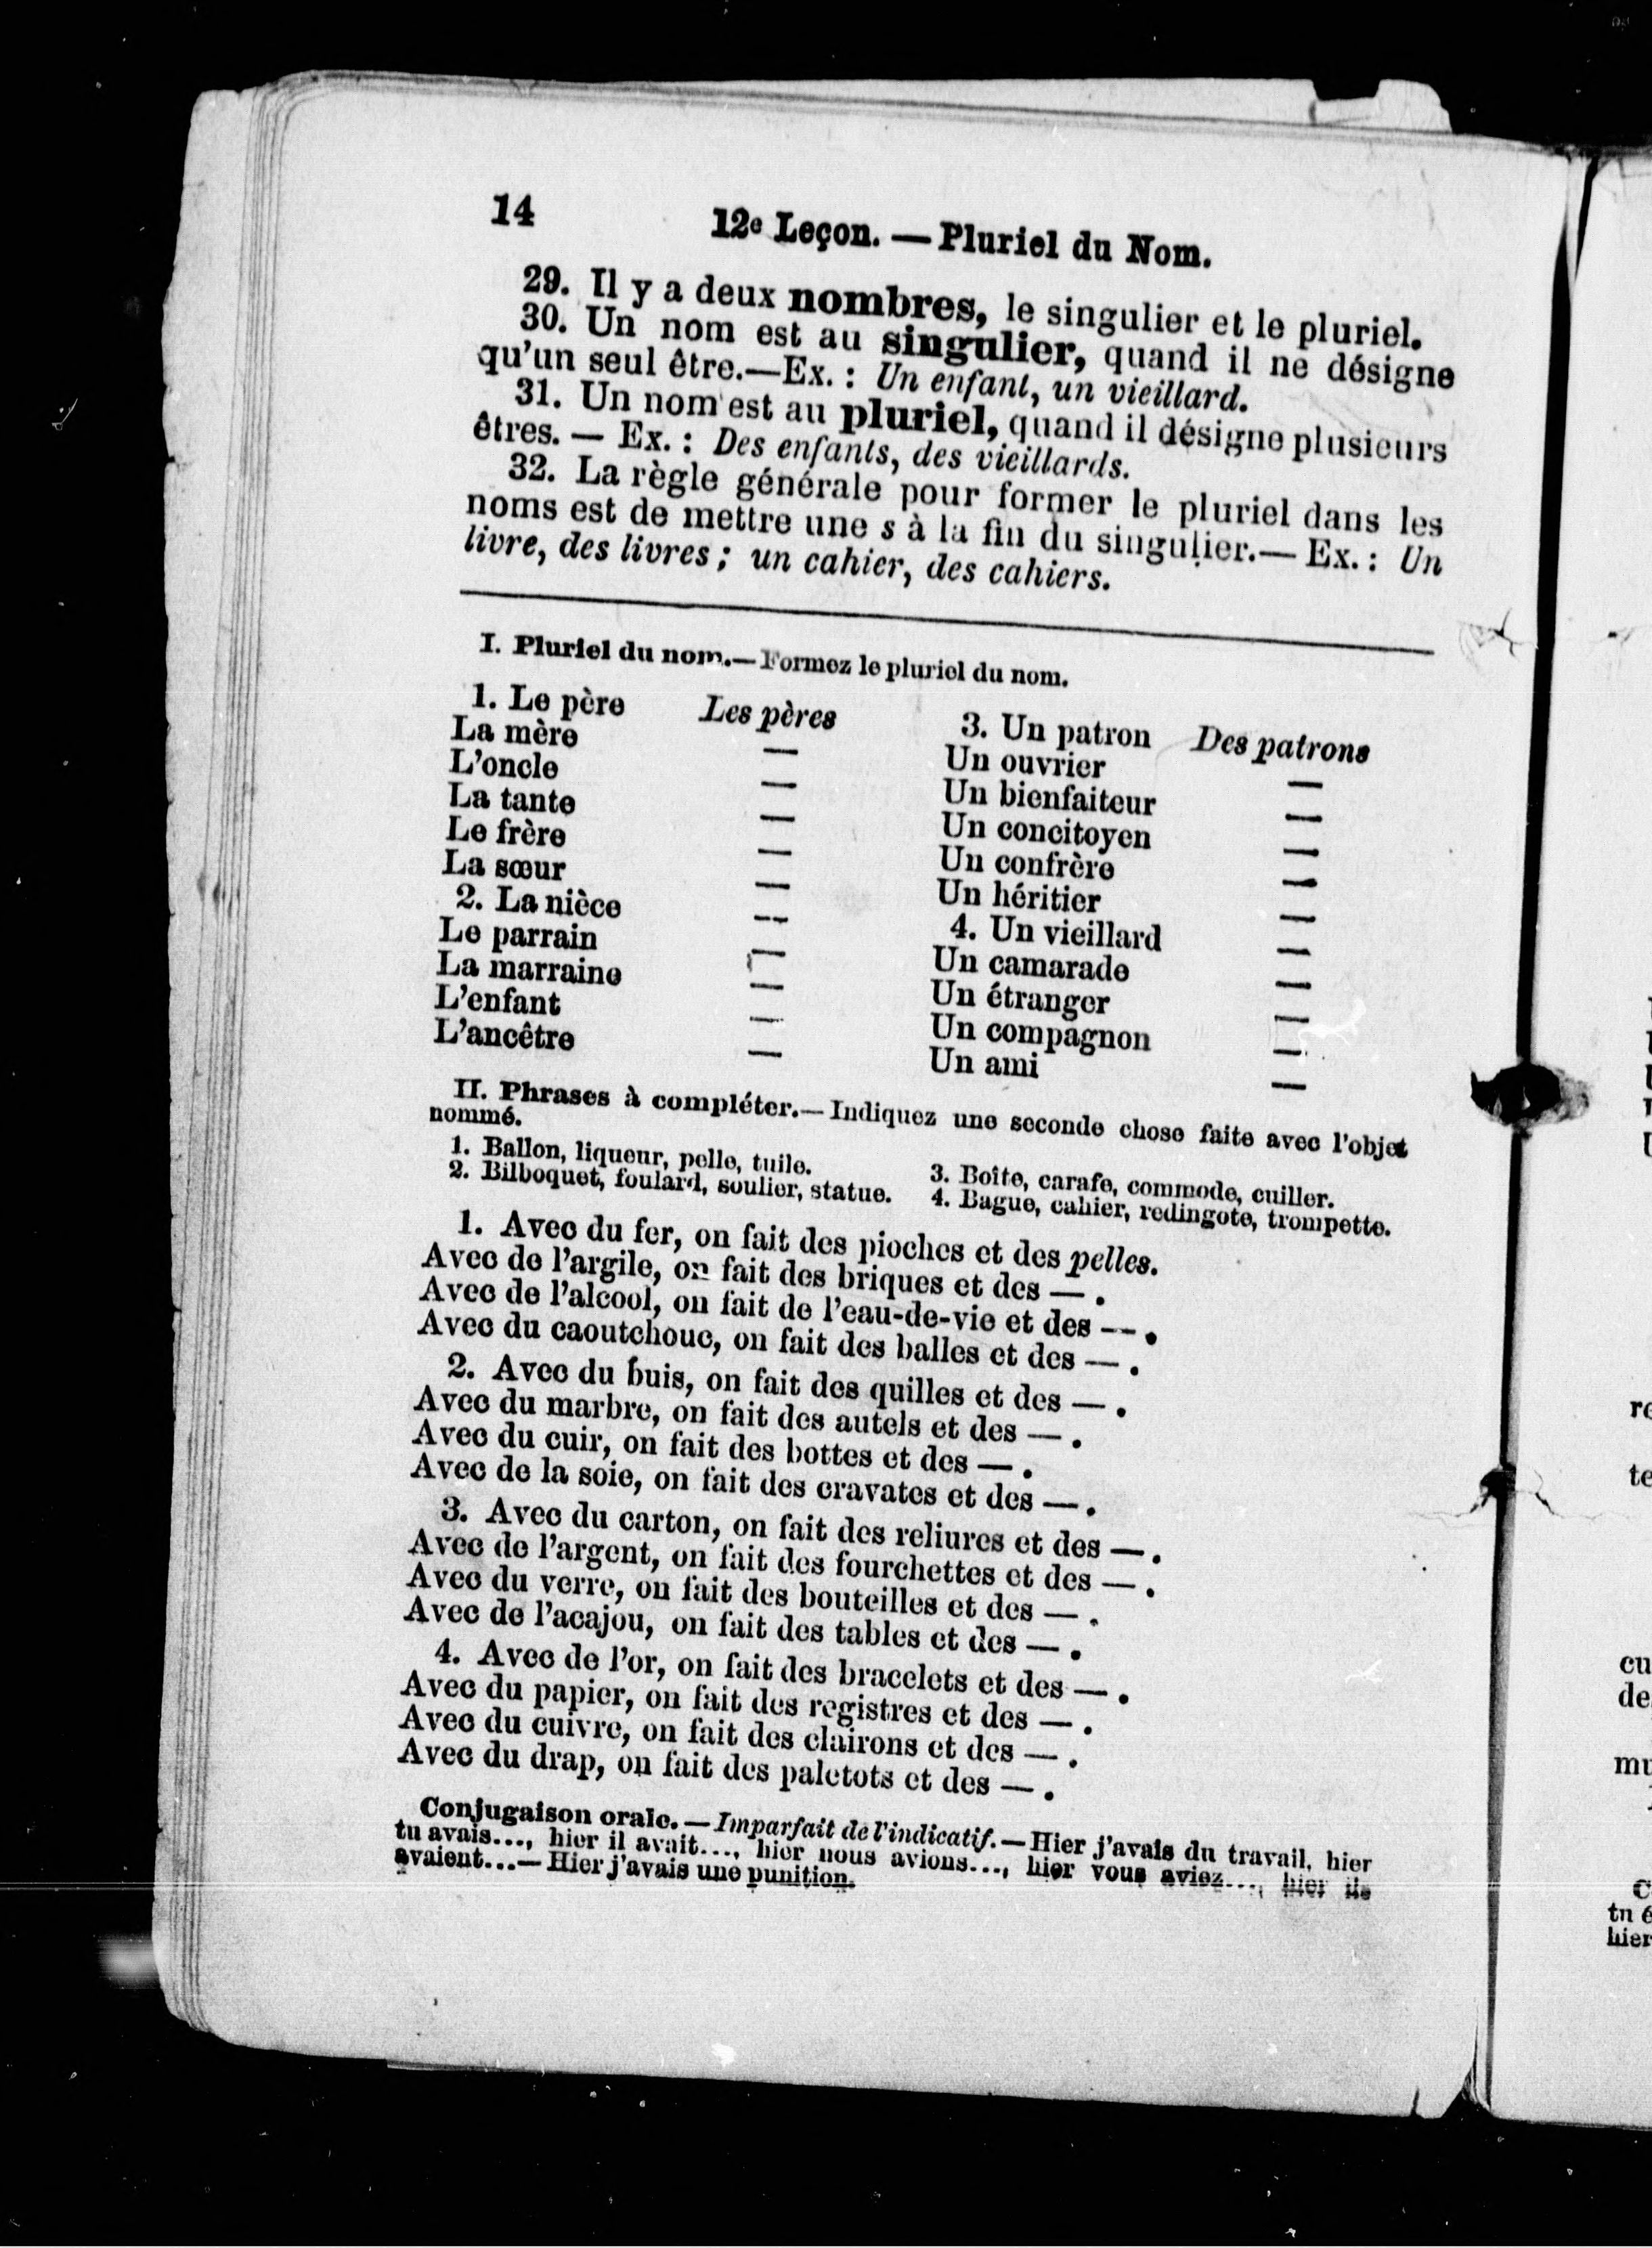 14
12e Leçon. — Pluriel du Nom.
29. Il y a deux nombres, le singulier et le pluriel.
30. Un nom est au singulier, quand il ne désigne
qu'un seul être.—Ex. : Un enfant, un vieillard.
31. Un nom est au pluriel, quand il désigne plusieurs
êtres. — Ex. : Des enfants, des vieillards.
32. La règle générale pour former le pluriel dans les
noms est de mettre une s à la fin du singulier.— Ex. : Un
livre, des livres ; un cahier, des cahiers.
I. Pluriel du nom.— Formez le pluriel du nom.
1. Le père Les pères
La mère —
L'oncle —
La tante —
Le frère —
La sœur —
2. La nièce —
Le parrain —
La marraine —
L'enfant —
L'ancêtre —
3. Un patron Des patrons
Un ouvrier —
Un bienfaiteur —
Un concitoyen —
Un confrère —
Un héritier —
4. Un vieillard —
Un camarade —
Un étranger —
Un compagnon —
Un ami —
II. Phrases à compléter.— Indiquez une seconde chose faite avec l'objet
nommé.
1. Ballon, liqueur, pelle, tuile.
2. Bilboquet, foulard, soulier, statue.
3. Boîte, carafe, commode, cuiller.
4. Bague, cahier, redingote, trompette.
1. Avec du fer, on fait des pioches et des pelles.
Avec de l'argile, on fait des briques et des — .
Avec de l'alcool, on fait de l'eau-de-vie et des — .
Avec du caoutchouc, on fait des balles et des — .
2. Avec du buis, on fait des quilles et des — .
Avec du marbre, on fait des autels et des — .
Avec du cuir, on fait des bottes et des — .
Avec de la soie, on fait des cravates et des — .
3. Avec du carton, on fait des reliures et des — .
Avec de l'argent, on fait des fourchettes et des — .
Avec du verre, on fait des bouteilles et des — .
Avec de l'acajou, on fait des tables et des — .
4. Avec de l'or, on fait des bracelets et des — .
Avec du papier, on fait des registres et des — .
Avec du cuivre, on fait des clairons et des — .
Avec du drap, on fait des paletots et des — .
Conjugaison orale. — Imparfait de l'indicatif. — Hier j'avais du travail, hier
tu avais..., hier il avait..., hier nous avions..., hier vous aviez..., hier ils
avaient...— Hier j'avais une punition.
re
te
cu
de
mu
C
tn é
hier